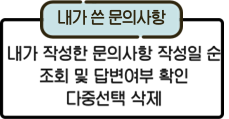 내가 쓴 문의사항
내가 작성한 문의사항 작성일 순
조회 및 답변여부 확인
다중선택 삭제